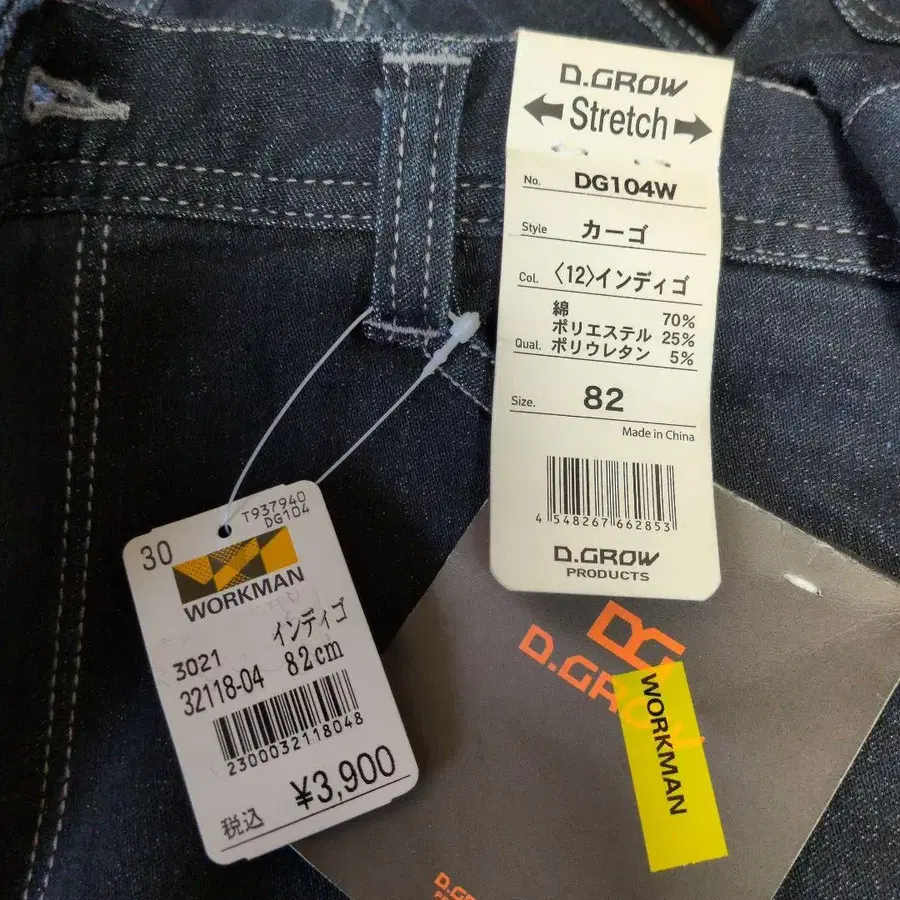 D.GROW
Stretch
No. DG104W
Style カーゴ
Col. 〈12〉インディゴ
綿 70%
ポリエステル 25%
Qual. ポリウレタン 5%
Size. 82
Made in China
4 548267 662853
D.GROW
PRODUCTS
T937940
DG104
30
WORKMAN
インディゴ
3021
32118-04 82cm
2300032118048
¥3,900
税込
DG
D.GROW
WORKMAN
D.GROW